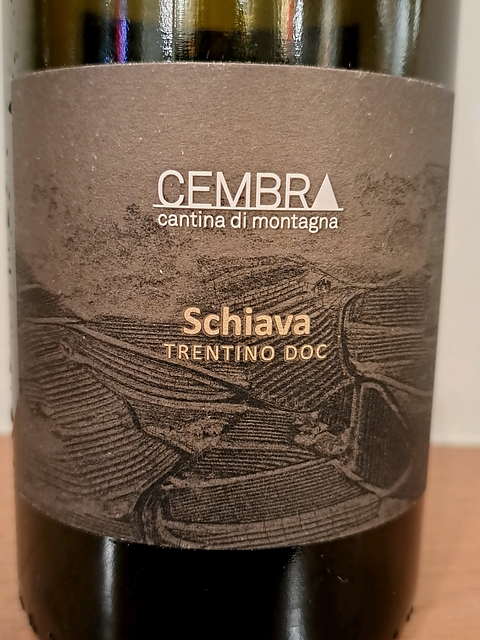 CEMBRA
cantina di montagna
Schiava
TRENTINO DOC